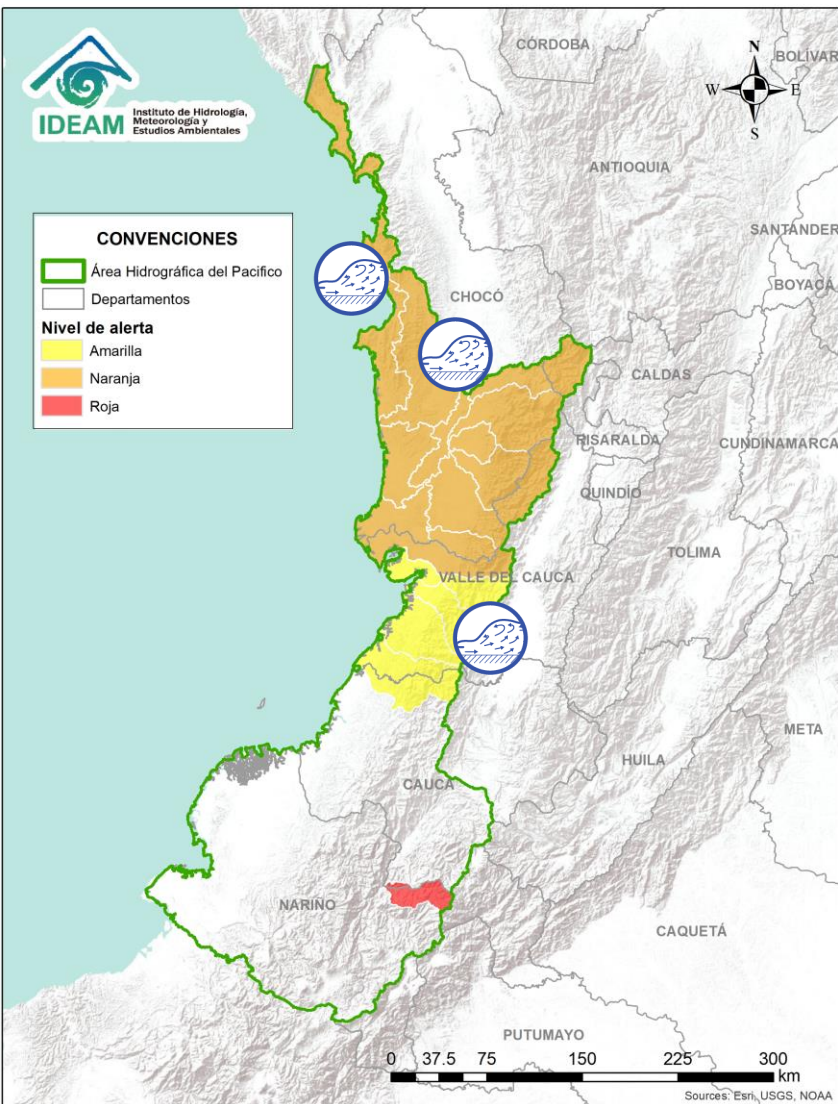 IDEAM
Instituto de Hidrología,
Meteorología y
Estudios Ambientales
CÓRDOBA
BOLÍVAR
N
W E
S
ANTIOQUIA
CONVENCIONES
Área Hidrográfica del Pacifico
Departamentos
Nivel de alerta
Amarilla
Naranja
Roja
SANTANDER
BOYACÁ
CHOCÓ
CALDAS
RISARALDA
CUNDINAMARCA
QUINDÍO
TOLIMA
VALLE DEL CAUCA
META
HUILA
CAUCA
NARIÑO
CAQUETÁ
PUTUMAYO
0 37.5 75 150 225 300
km
Sources: Esri, USGS, NOAA